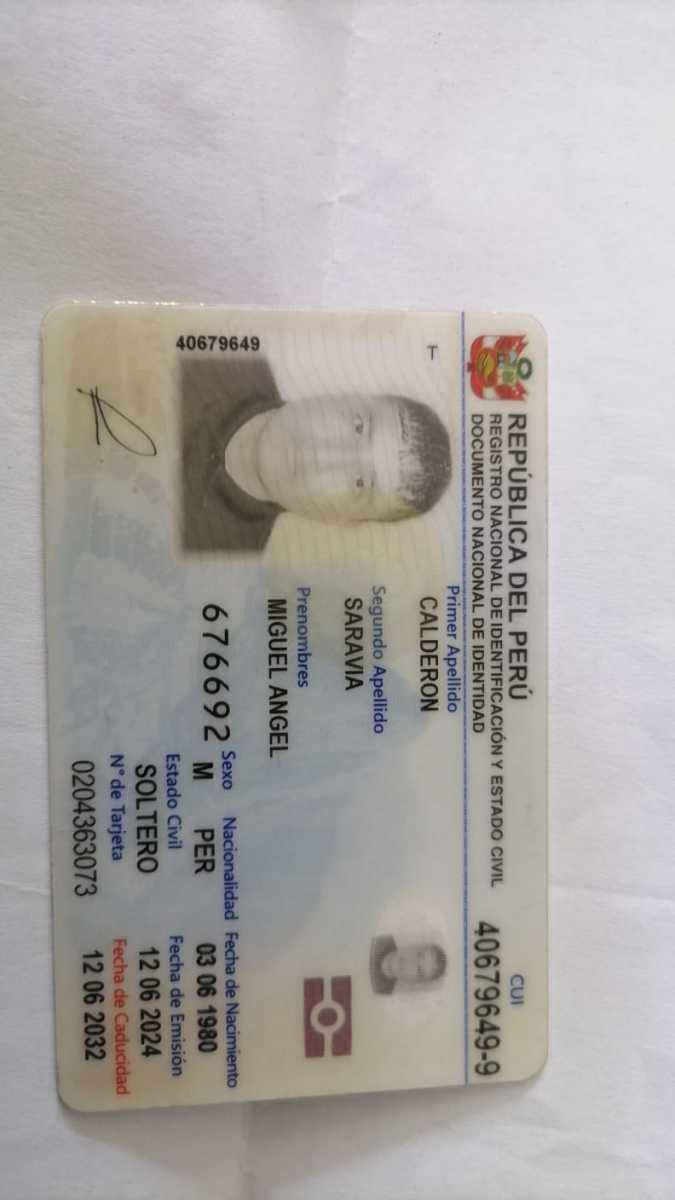 REPÚBLICA DEL PERÚ
REGISTRO NACIONAL DE IDENTIFICACIÓN Y ESTADO CIVIL
DOCUMENTO NACIONAL DE IDENTIDAD
CUI
40679649-9
Primer Apellido
CALDERON
Segundo Apellido
SARAVIA
Prenombres
MIGUEL ANGEL
676692
Sexo Nacionalidad Fecha de Nacimiento
M PER 03 06 1980
Estado Civil Fecha de Emisión
SOLTERO 12 06 2024
N° de Tarjeta Fecha de Caducidad
0204363073 12 06 2032
40679649